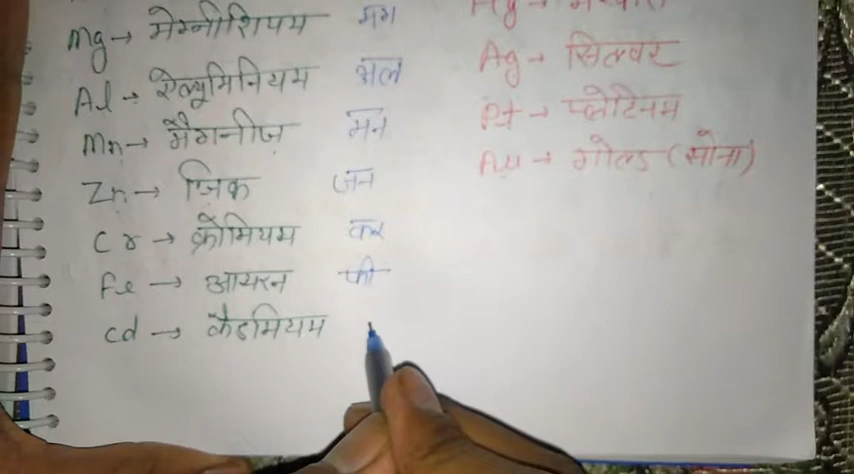 Mg → मेग्नीशियम मग
Al → ऐल्यूमिनियम अल
Mn → मैगनीज़ मन
Zn → जिंक जन
Cr → क्रोमियम कर
Fe → आयरन फी
Cd → कैडमियम
Ag → सिल्वर
Pt → प्लेटिनम
Au → गोल्ड (सोना)